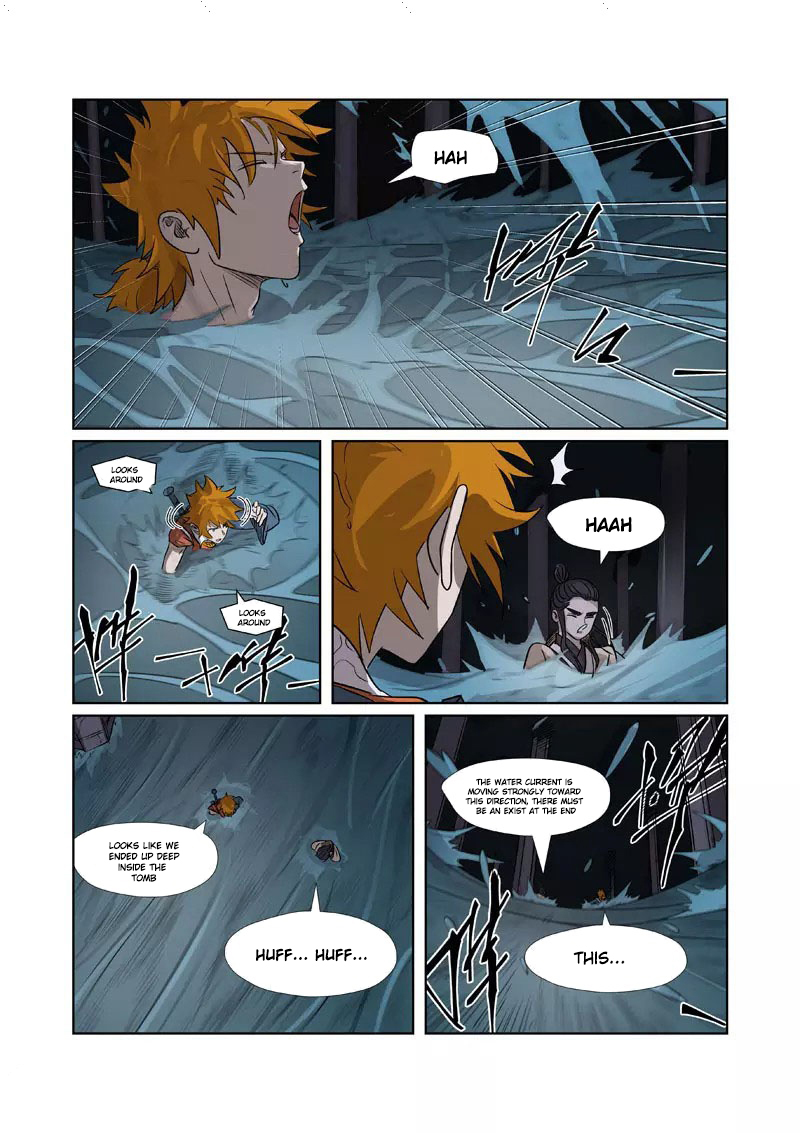 HAH
LOOKS
AROUND
LOOKS
AROUND
HAAH
LOOKS LIKE WE
ENDED UP DEEP
INSIDE THE
TOMB
HUFF... HUFF...
THE WATER CURRENT IS
MOVING STRONGLY TOWARD
THIS DIRECTION, THERE MUST
BE AN EXIST AT THE END
THIS...